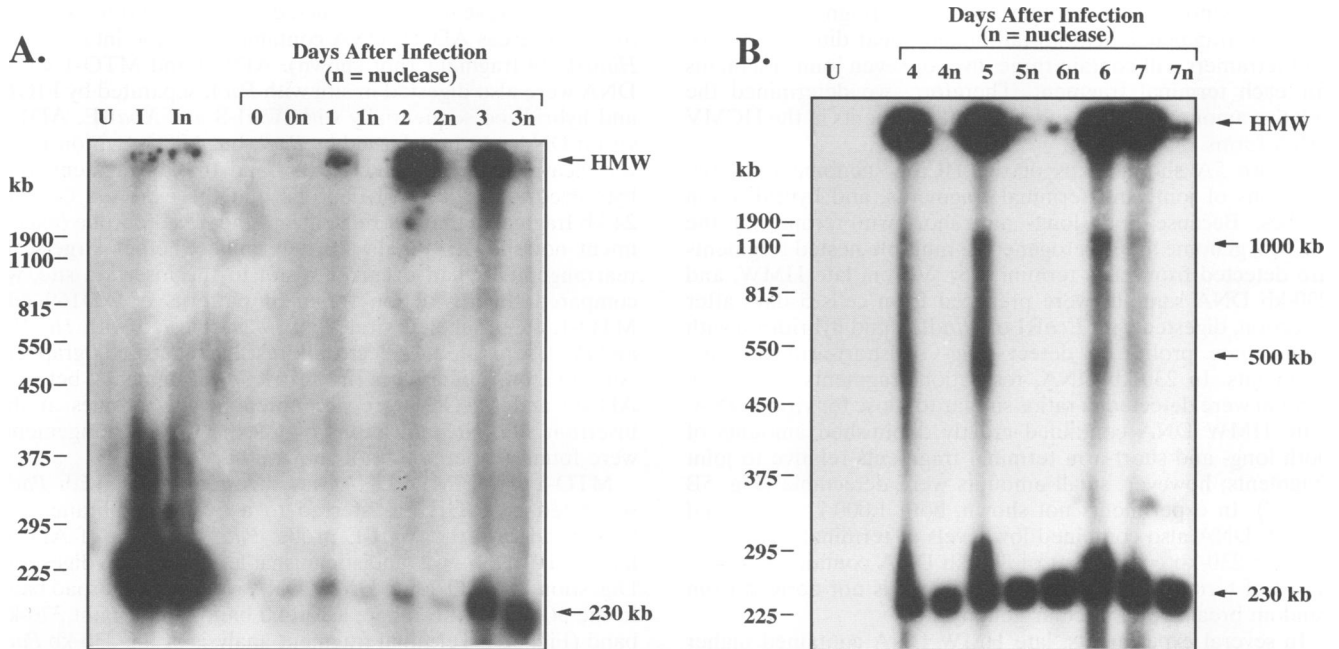 A.
Days After Infection
(n = nuclease)
U I In 0 0n 1 1n 2 2n 3 3n
HMW
kb
1900
1100
815
550
450
375
295
225
230 kb
B.
Days After Infection
(n = nuclease)
U 4 4n 5 5n 6n 6 7 7n
HMW
kb
1900
1100
1000 kb
815
550
500 kb
450
375
295
230 kb
225